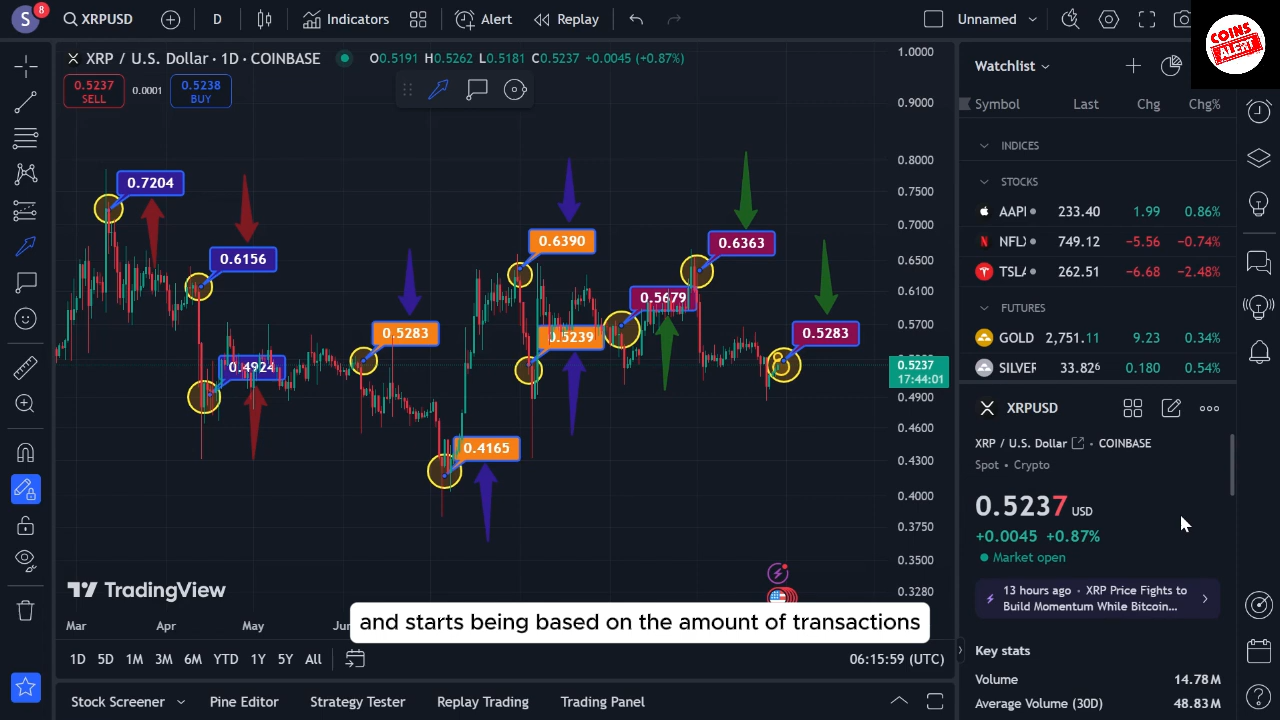 S
8
XRPUSD
D
Indicators
Alert
Replay
Unnamed
COINS
ALERT
XRP / U.S. Dollar · 1D · COINBASE
O0.5191 H0.5262 L0.5181 C0.5237 +0.0045 (+0.87%)
0.5237
SELL
0.0001
0.5238
BUY
1.0000
0.9000
0.8000
0.7500
0.7000
0.6500
0.6100
0.5700
0.5237
17:44:01
0.4900
0.4600
0.4300
0.4000
0.3750
0.3500
0.3280
0.7204
0.6156
0.4924
0.5283
0.4165
0.6390
0.5239
0.5679
0.6363
0.5283
TradingView
Mar
Apr
May
and starts being based on the amount of transactions
1D 5D 1M 3M 6M YTD 1Y 5Y All
06:15:59 (UTC)
Stock Screener
Pine Editor
Strategy Tester
Replay Trading
Trading Panel
Watchlist
Symbol Last Chg Chg%
INDICES
STOCKS
AAPL 233.40 1.99 0.86%
NFLX 749.12 −5.56 −0.74%
TSLA 262.51 −6.68 −2.48%
FUTURES
GOLD 2,751.11 9.23 0.34%
SILVER 33.826 0.180 0.54%
XRPUSD
XRP / U.S. Dollar · COINBASE
Spot • Crypto
0.5237 USD
+0.0045 +0.87%
Market open
13 hours ago · XRP Price Fights to
Build Momentum While Bitcoin...
Key stats
Volume 14.78 M
Average Volume (30D) 48.83 M